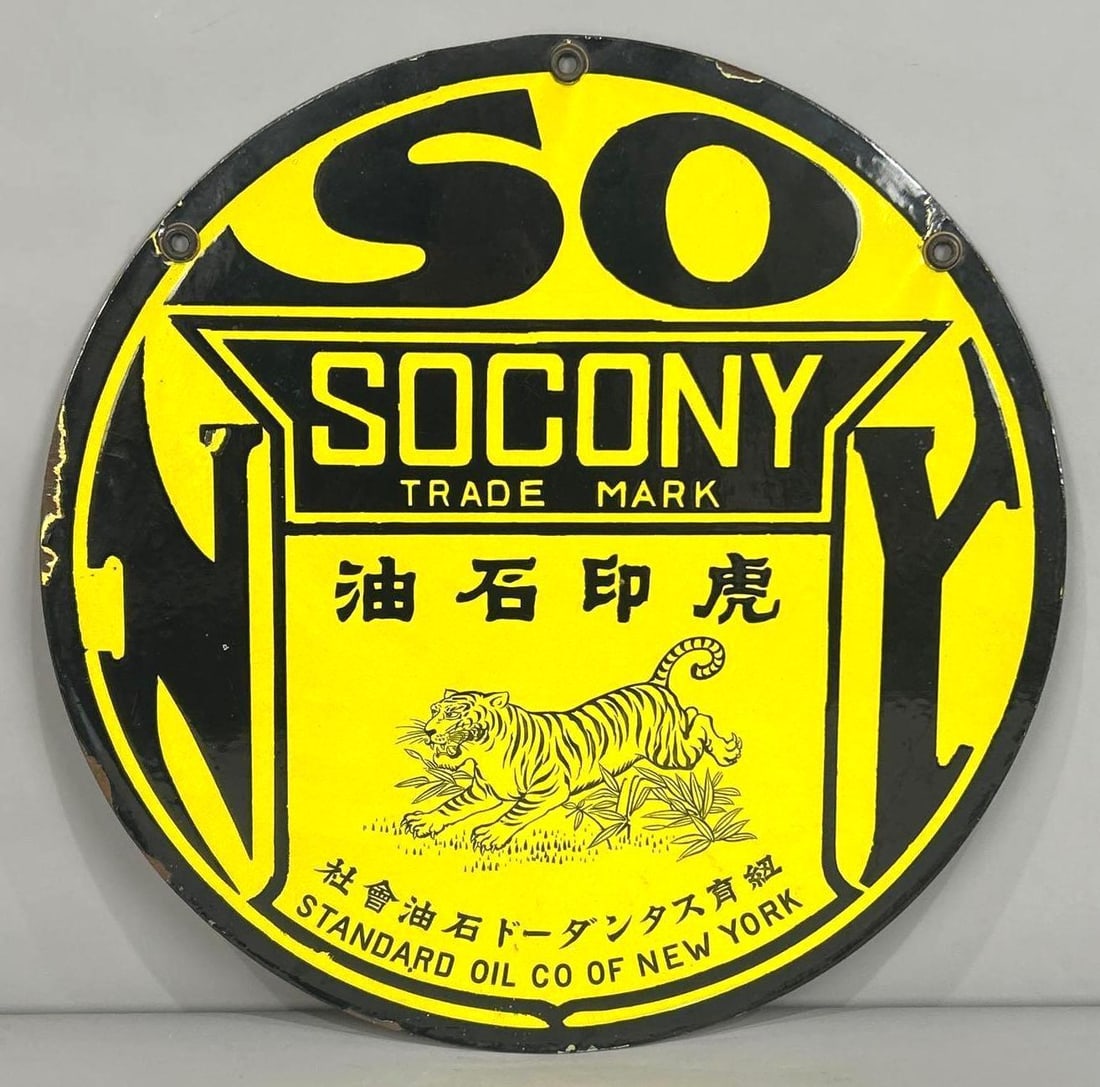 SO
N Y
SOCONY
TRADE MARK
虎印石油
紐育スタンダード石油會社
STANDARD OIL CO OF NEW YORK